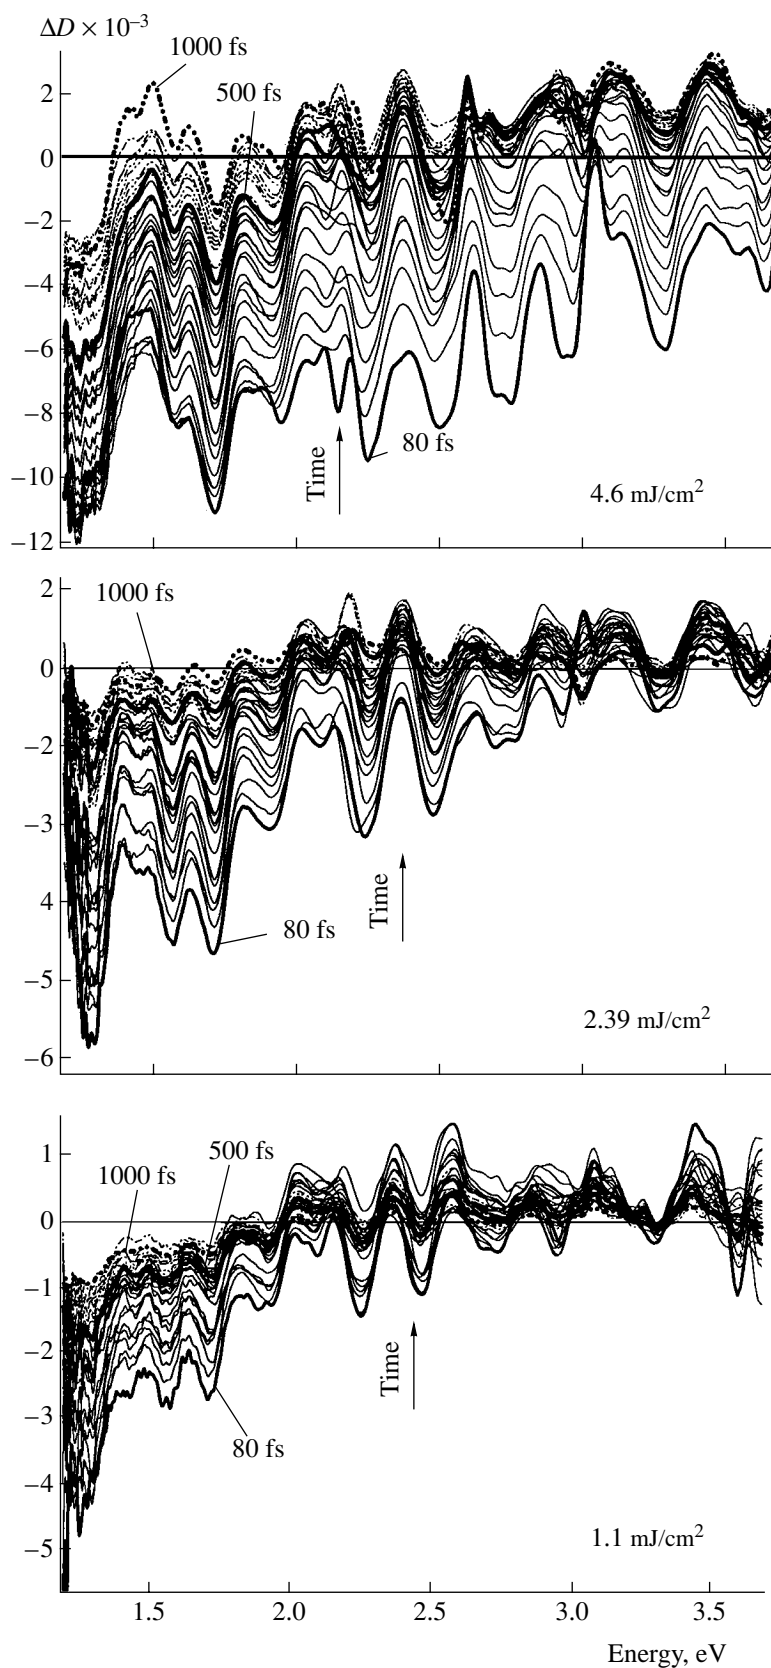 ΔD × 10⁻³
1000 fs
2
500 fs
0
−2
−4
−6
−8
80 fs
Time
−10
4.6 mJ/cm²
−12
2
1000 fs
0
−2
−3
4
80 fs
Time
−5
2.39 mJ/cm²
−6
1
500 fs
1000 fs
0
−1
−2
Time
−3
80 fs
−4
1.1 mJ/cm²
−5
1.5 2.0 2.5 3.0 3.5
Energy, eV